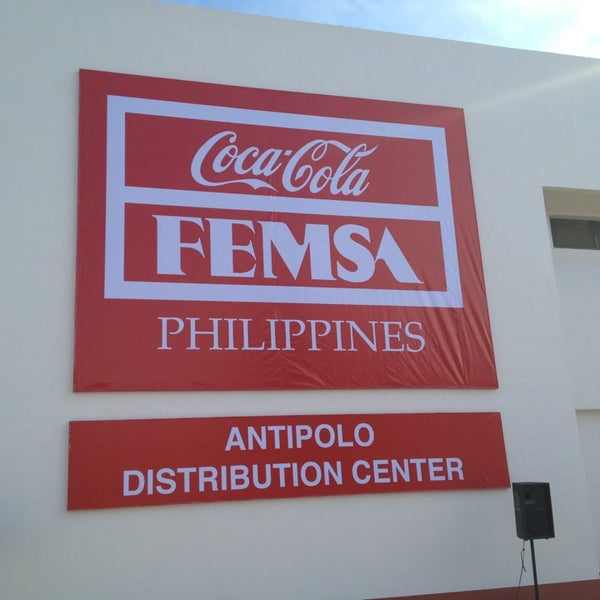 Coca-Cola
FEMSA
PHILIPPINES
ANTIPOLO
DISTRIBUTION CENTER